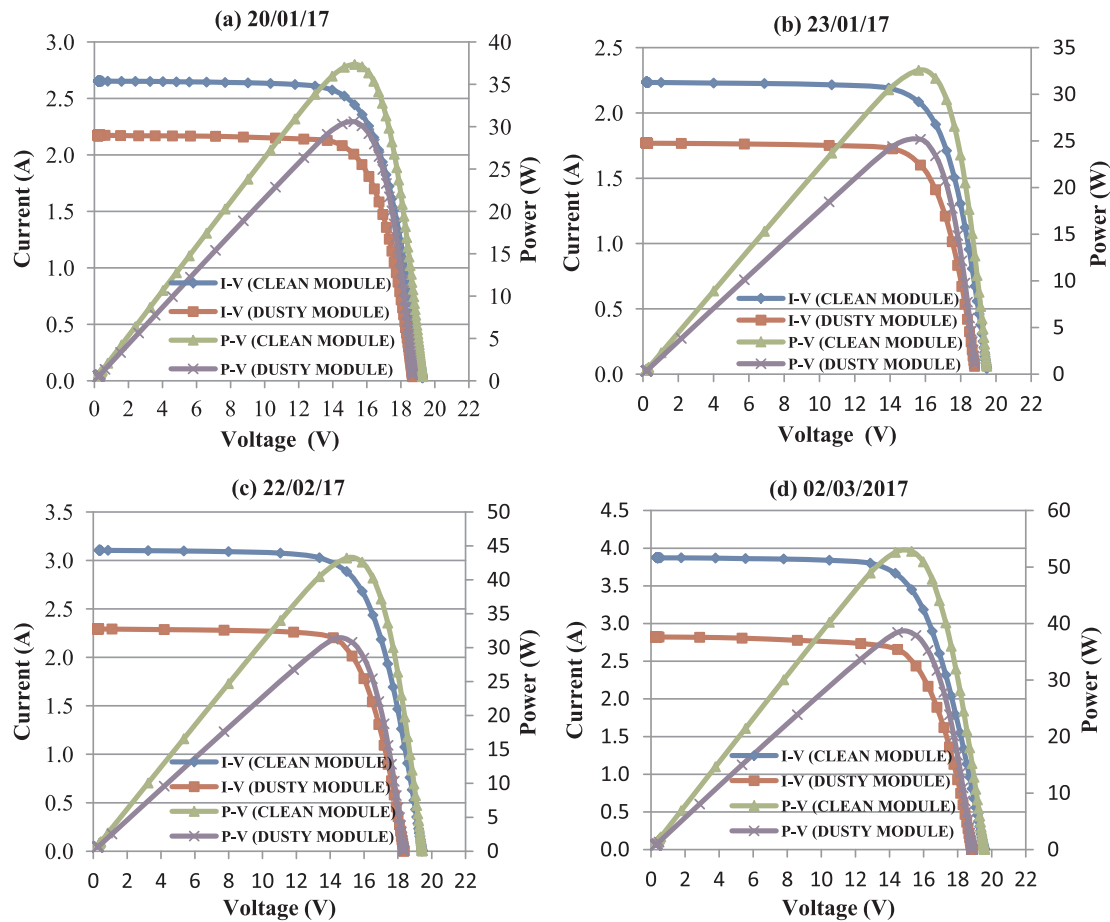 (a) 20/01/17
3.0
2.5
2.0
1.5
1.0
0.5
0.0
Current (A)
40
35
30
25
20
15
10
5
0
Power (W)
I-V (CLEAN MODULE)
I-V (DUSTY MODULE)
P-V (CLEAN MODULE)
P-V (DUSTY MODULE)
0 2 4 6 8 10 12 14 16 18 20 22
Voltage (V)
(b) 23/01/17
2.5
2.0
1.5
1.0
0.5
0.0
Current (A)
35
30
25
20
15
10
5
0
Power (W)
I-V (CLEAN MODULE)
I-V (DUSTY MODULE)
P-V (CLEAN MODULE)
P-V (DUSTY MODULE)
0 2 4 6 8 10 12 14 16 18 20 22
Voltage (V)
(c) 22/02/17
3.5
3.0
2.5
2.0
1.5
1.0
0.5
0.0
Current (A)
50
45
40
35
30
25
20
15
10
5
0
Power (W)
I-V (CLEAN MODULE)
I-V (DUSTY MODULE)
P-V (CLEAN MODULE)
P-V (DUSTY MODULE)
0 2 4 6 8 10 12 14 16 18 20 22
Voltage (V)
(d) 02/03/2017
4.5
4.0
3.5
3.0
2.5
2.0
1.5
1.0
0.5
0.0
Current (A)
60
50
40
30
20
10
0
Power (W)
I-V (CLEAN MODULE)
I-V (DUSTY MODULE)
P-V (CLEAN MODULE)
P-V (DUSTY MODULE)
0 2 4 6 8 10 12 14 16 18 20 22
Voltage (V)